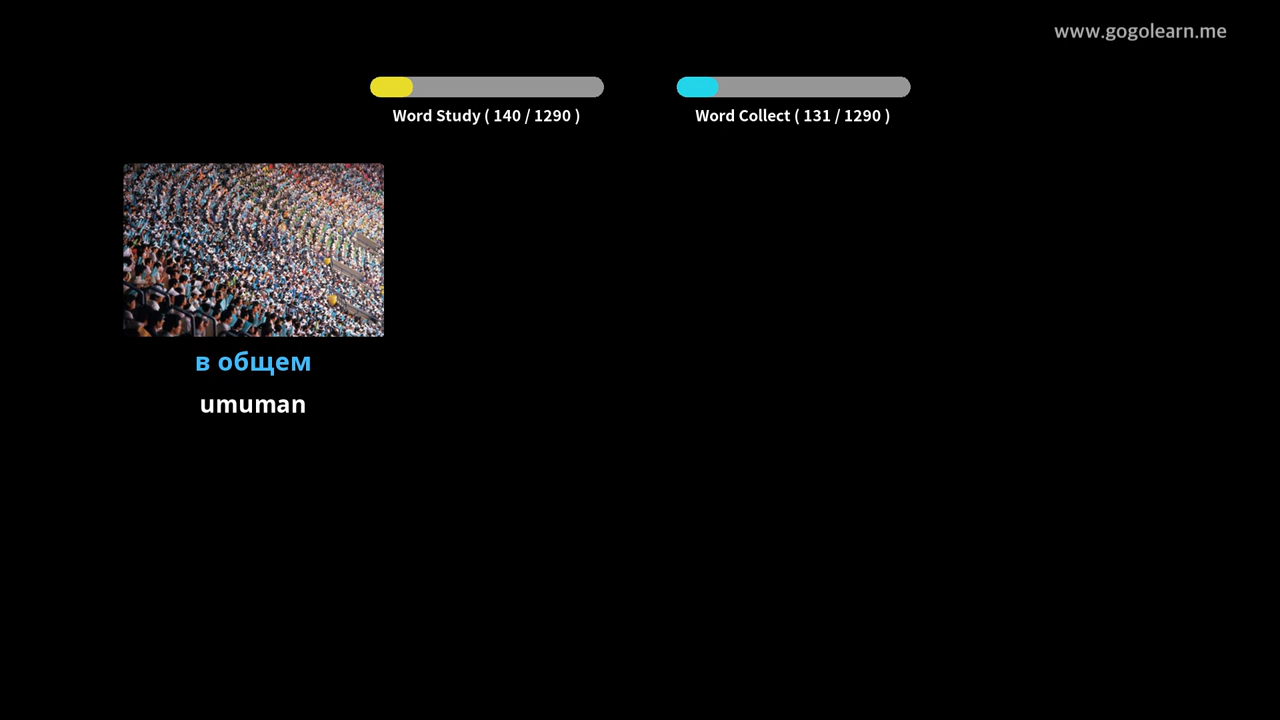 www.gogolearn.me
Word Study ( 140 / 1290 )
Word Collect ( 131 / 1290 )
в общем
umuman